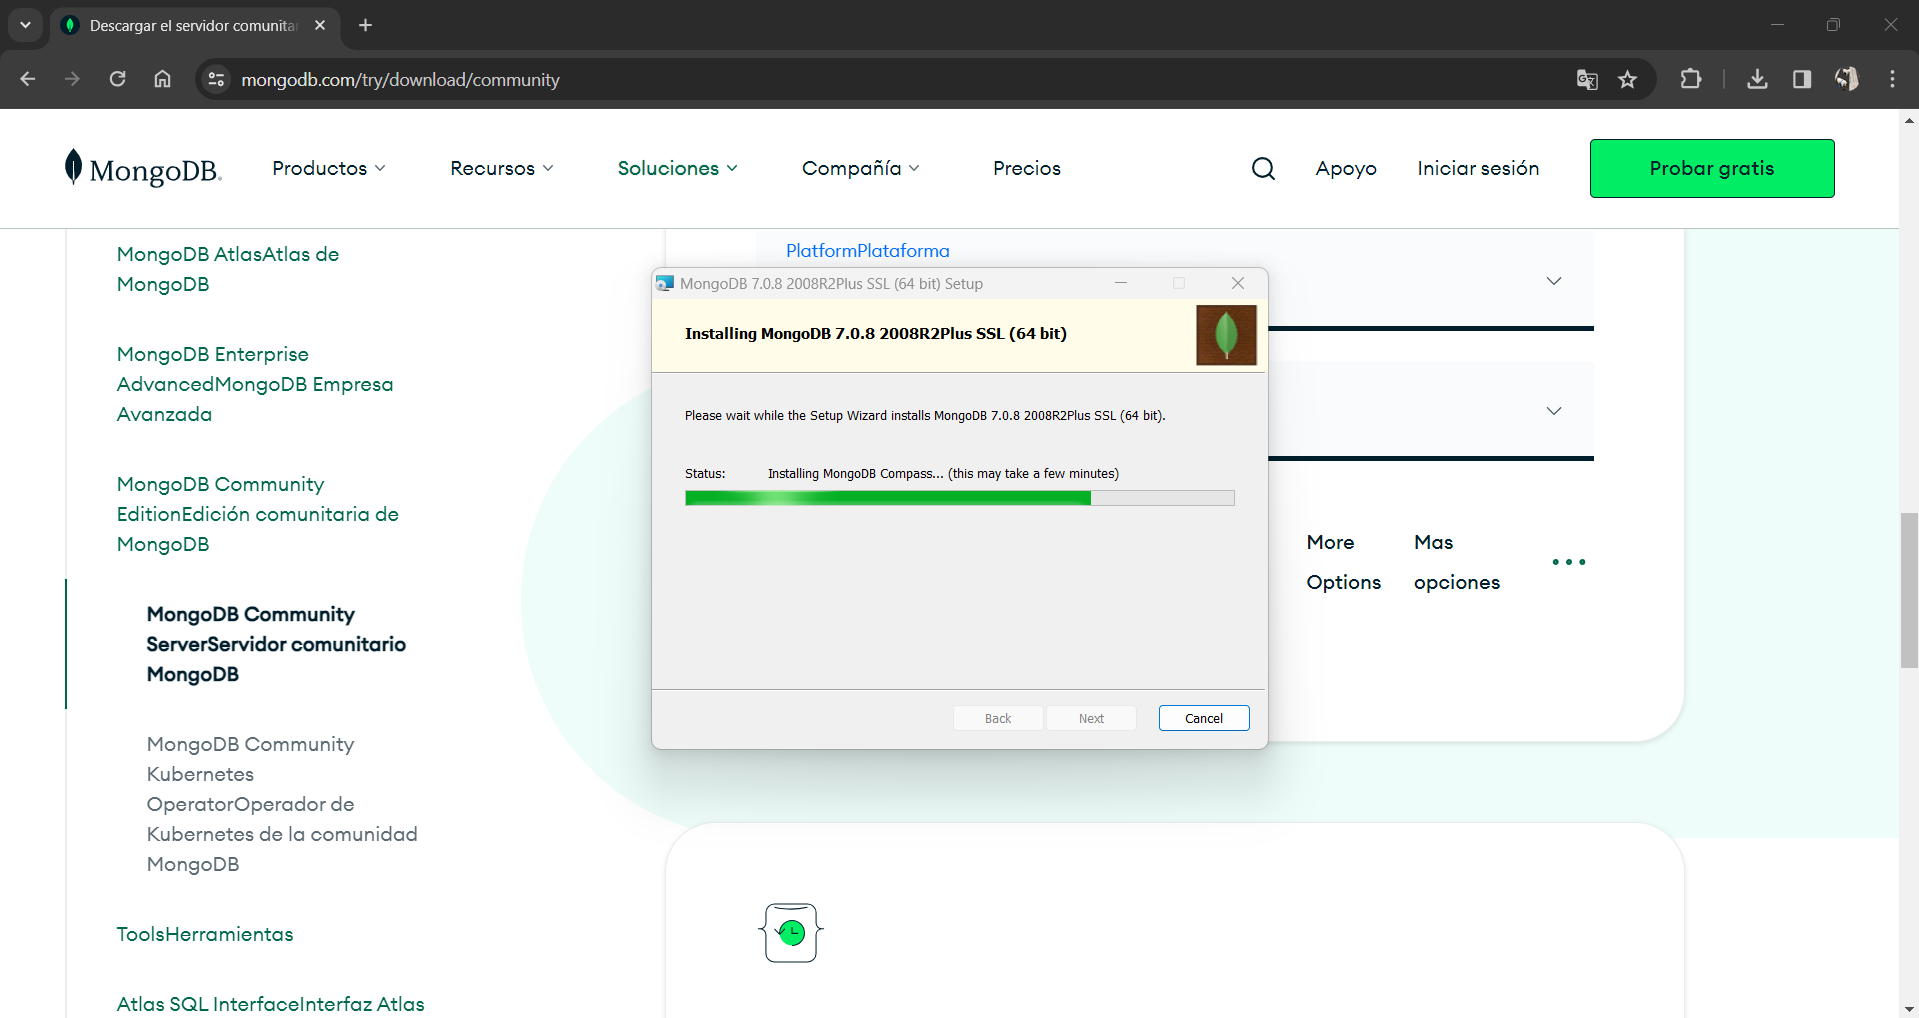 Descargar el servidor comunita
mongodb.com/try/download/community
MongoDB.
Productos
Recursos
Soluciones
Compañía
Precios
Apoyo
Iniciar sesión
Probar gratis
MongoDB AtlasAtlas de
MongoDB
MongoDB Enterprise
AdvancedMongoDB Empresa
Avanzada
MongoDB Community
EditionEdición comunitaria de
MongoDB
MongoDB Community
ServerServidor comunitario
MongoDB
MongoDB Community
Kubernetes
OperatorOperador de
Kubernetes de la comunidad
MongoDB
ToolsHerramientas
Atlas SQL InterfaceInterfaz Atlas
PlatformPlataforma
MongoDB 7.0.8 2008R2Plus SSL (64 bit) Setup
Installing MongoDB 7.0.8 2008R2Plus SSL (64 bit)
Please wait while the Setup Wizard installs MongoDB 7.0.8 2008R2Plus SSL (64 bit).
Status: Installing MongoDB Compass... (this may take a few minutes)
Back
Next
Cancel
More
Options
Mas
opciones